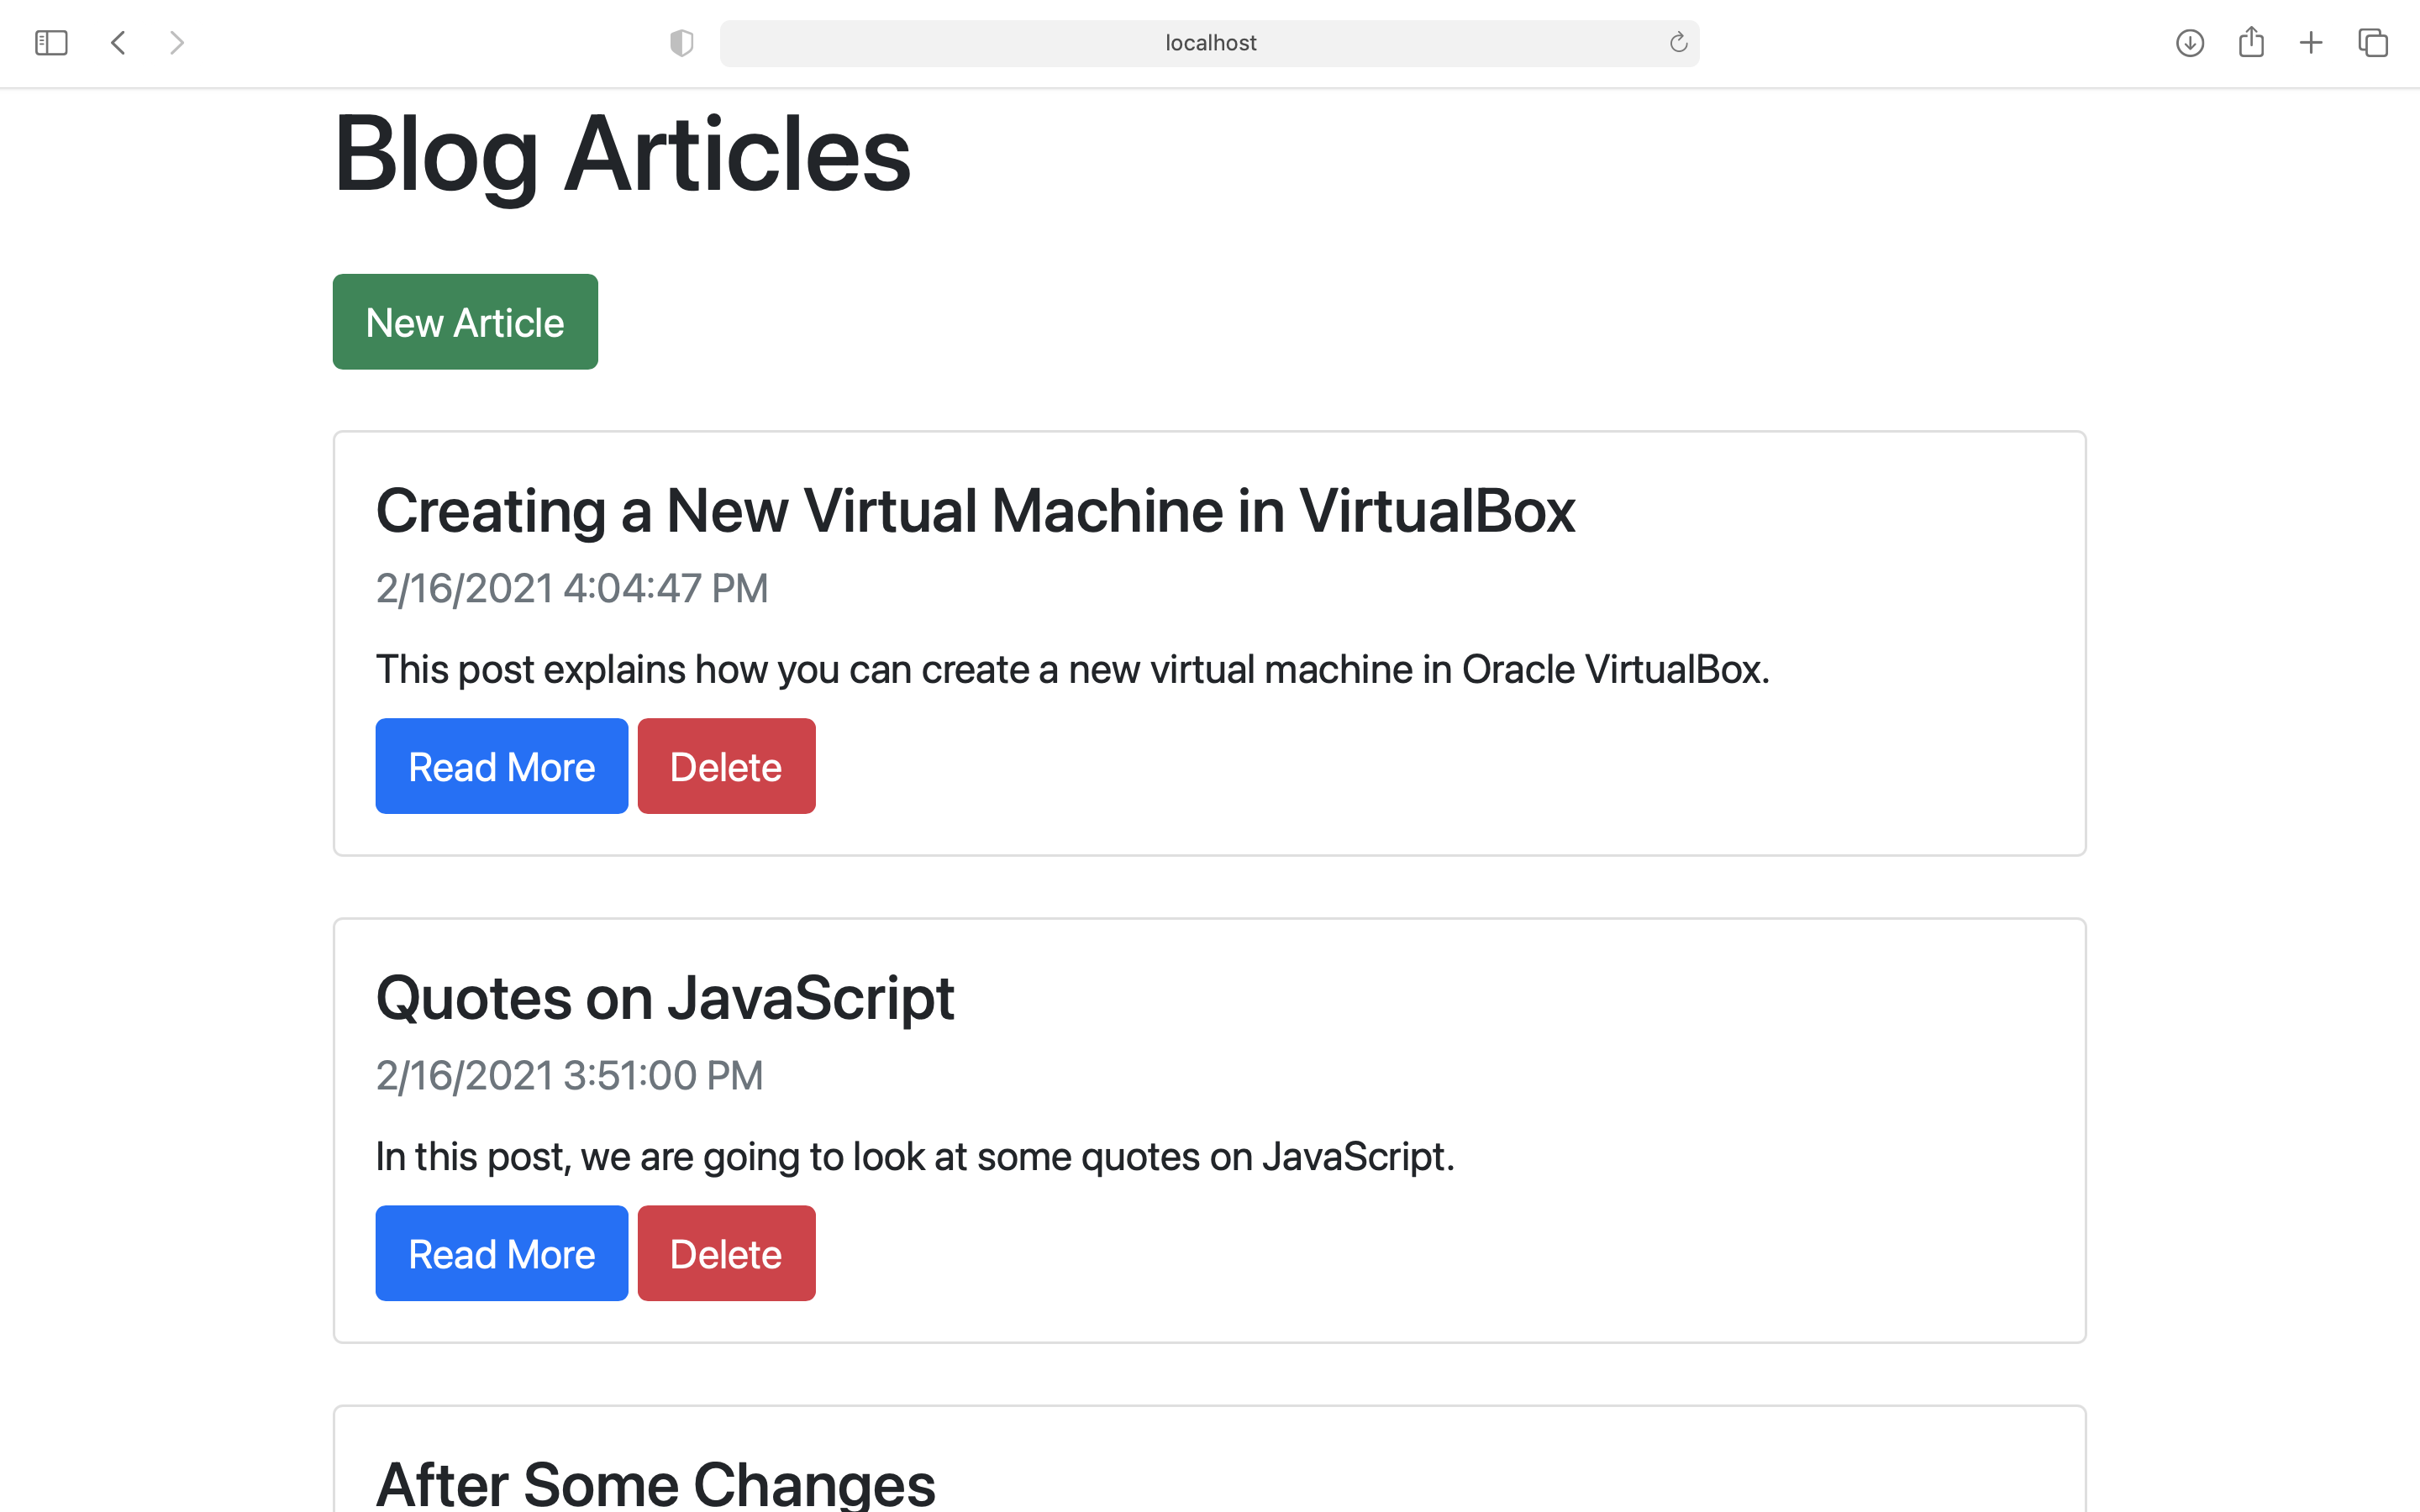 localhost
Blog Articles
New Article
Creating a New Virtual Machine in VirtualBox
2/16/2021 4:04:47 PM
This post explains how you can create a new virtual machine in Oracle VirtualBox.
Read More Delete
Quotes on JavaScript
2/16/2021 3:51:00 PM
In this post, we are going to look at some quotes on JavaScript.
Read More Delete
After Some Changes